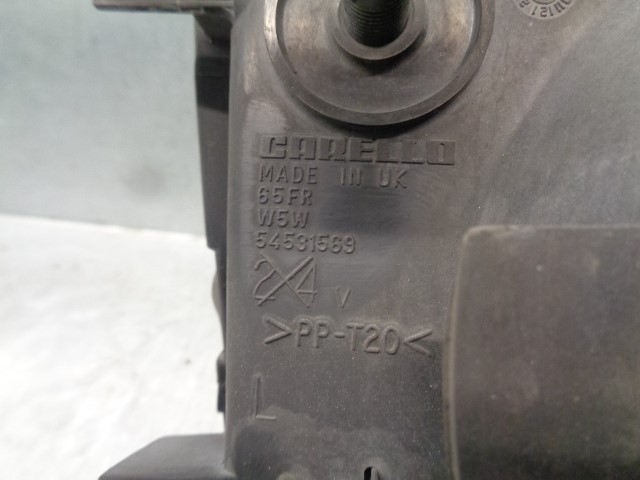 CARELLO
MADE IN UK
65FR
W5W
54531569
24 V
>PP-T20<
L